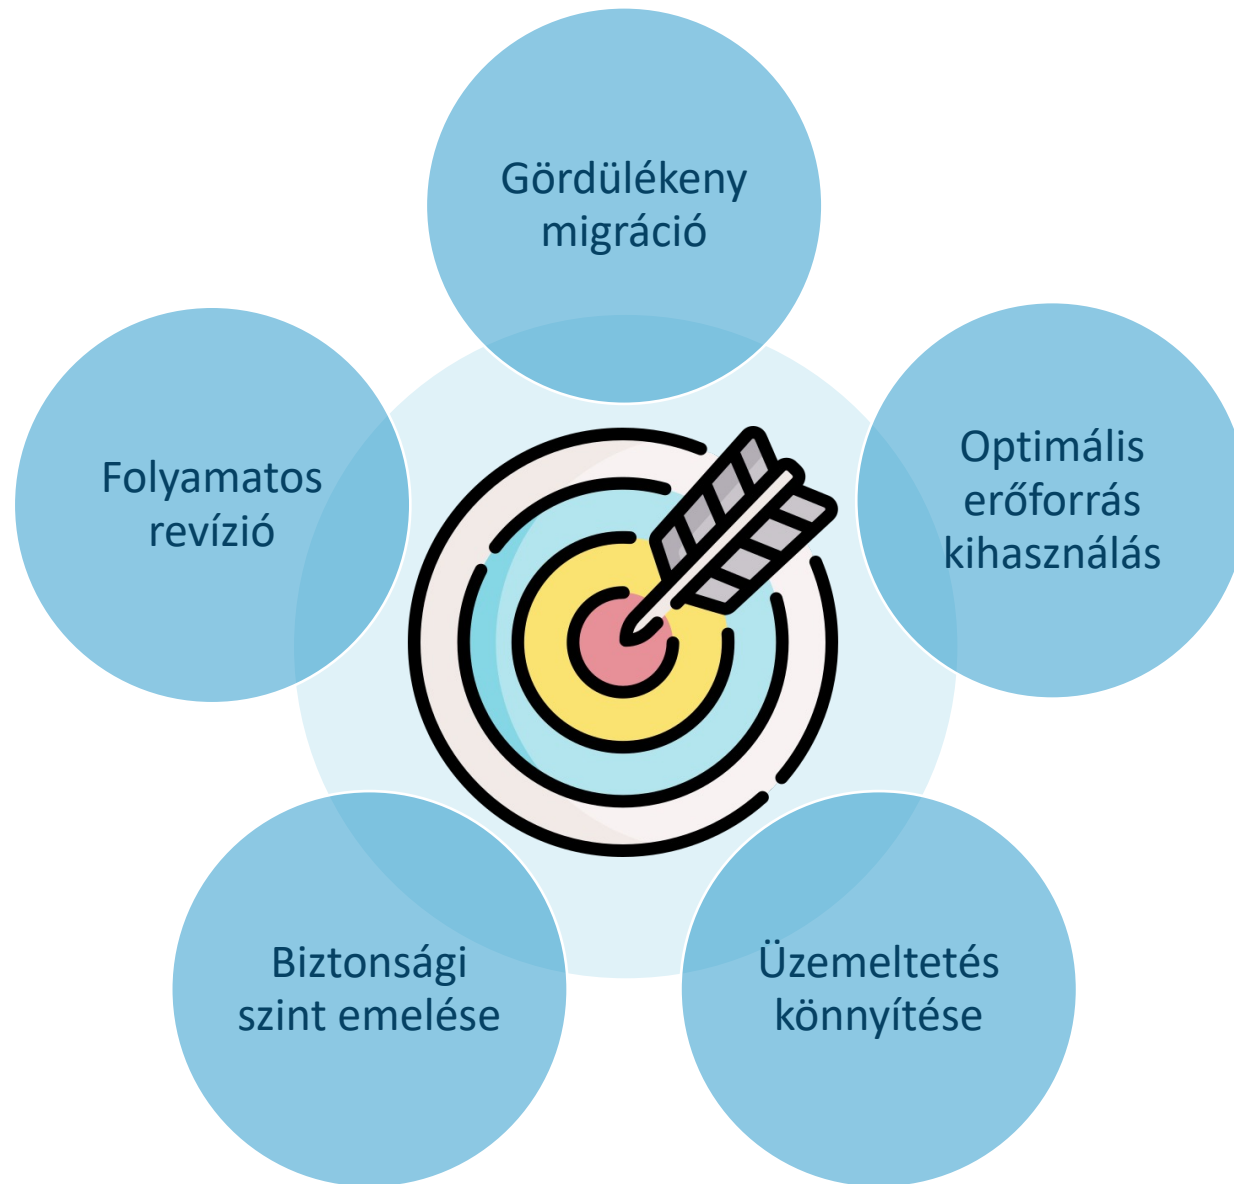 Gördülékeny
migráció
Optimális
erőforrás
kihasználás
Üzemeltetés
könnyítése
Biztonsági
szint emelése
Folyamatos
revízió